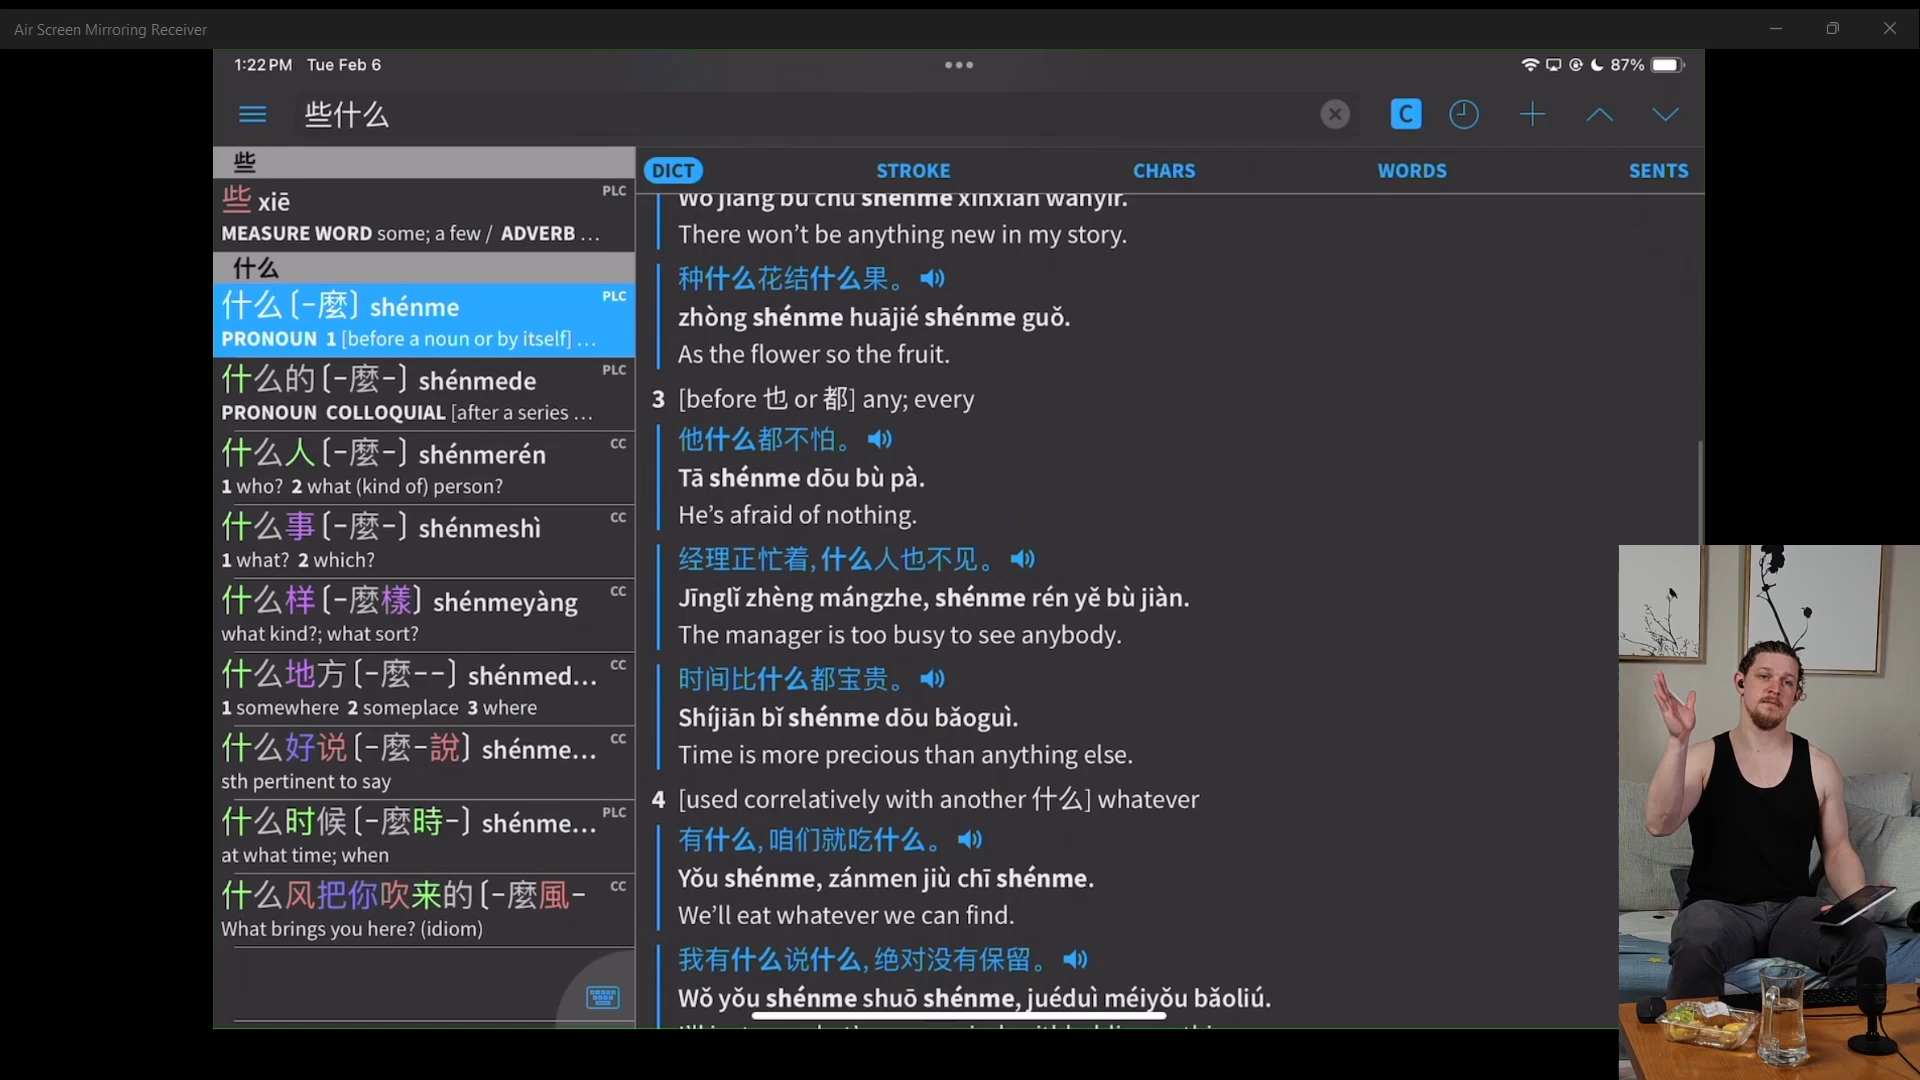 Air Screen Mirroring Receiver
1:22 PM Tue Feb 6
87%
些什么
C
些
些 xiē PLC
MEASURE WORD some; a few / ADVERB ...
什么
什么 [-麼] shénme PLC
PRONOUN 1 [before a noun or by itself] ...
什么的 [-麼-] shénmede PLC
PRONOUN COLLOQUIAL [after a series ...
什么人 [-麼-] shénmerén CC
1 who? 2 what (kind of) person?
什么事 [-麼-] shénmeshì CC
1 what? 2 which?
什么样 [-麼樣] shénmeyàng CC
what kind?; what sort?
什么地方 [-麼--] shénmed... CC
1 somewhere 2 someplace 3 where
什么好说 [-麼-說] shénme... CC
sth pertinent to say
什么时候 [-麼時-] shénme... PLC
at what time; when
什么风把你吹来的 [-麼風- CC
What brings you here? (idiom)
DICT STROKE CHARS WORDS SENTS
Wǒ jiǎng bù chū shénme xīnxiān wányìr.
There won't be anything new in my story.
种什么花结什么果。
zhòng shénme huājié shénme guǒ.
As the flower so the fruit.
3 [before 也 or 都] any; every
他什么都不怕。
Tā shénme dōu bù pà.
He's afraid of nothing.
经理正忙着, 什么人也不见。
Jīnglǐ zhèng mángzhe, shénme rén yě bù jiàn.
The manager is too busy to see anybody.
时间比什么都宝贵。
Shíjiān bǐ shénme dōu bǎoguì.
Time is more precious than anything else.
4 [used correlatively with another 什么] whatever
有什么, 咱们就吃什么。
Yǒu shénme, zánmen jiù chī shénme.
We'll eat whatever we can find.
我有什么说什么, 绝对没有保留。
Wǒ yǒu shénme shuō shénme, juéduì méiyǒu bǎoliú.